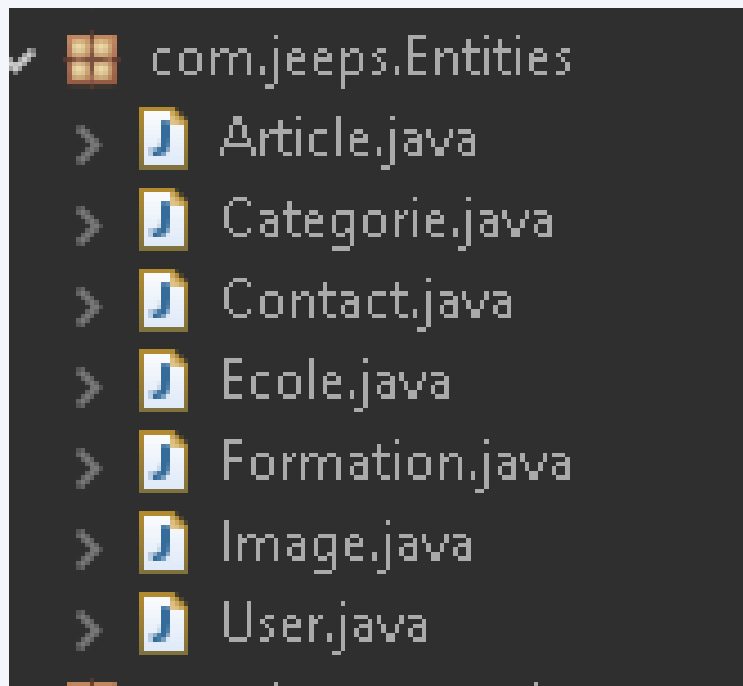 com.jeeps.Entities
Article.java
Categorie.java
Contact.java
Ecole.java
Formation.java
Image.java
User.java